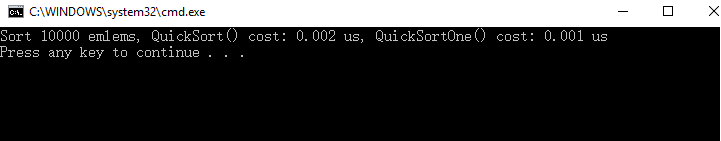 C:\WINDOWS\system32\cmd.exe
Sort 10000 emlems, QuickSort() cost: 0.002 us, QuickSortOne() cost: 0.001 us
Press any key to continue . . .